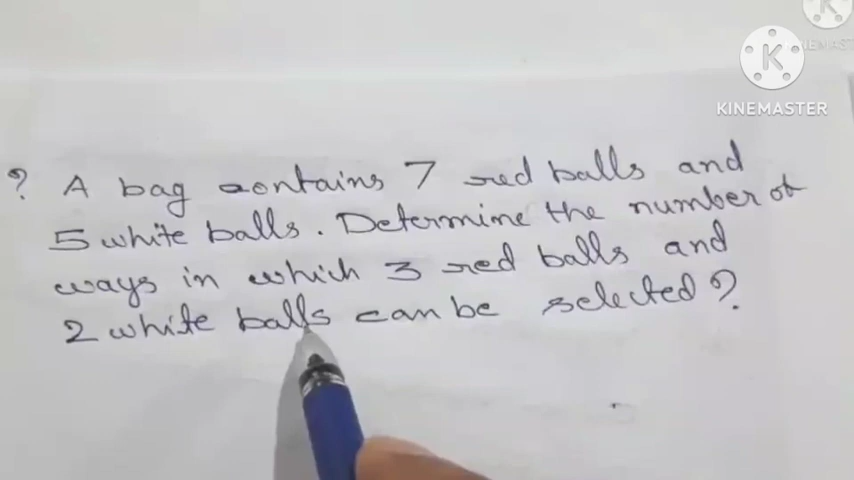 KINEMASTER
NEMAST
? A bag contains 7 red balls and
5 white balls. Determine the number of
ways in which 3 red balls and
2 white balls can be selected?